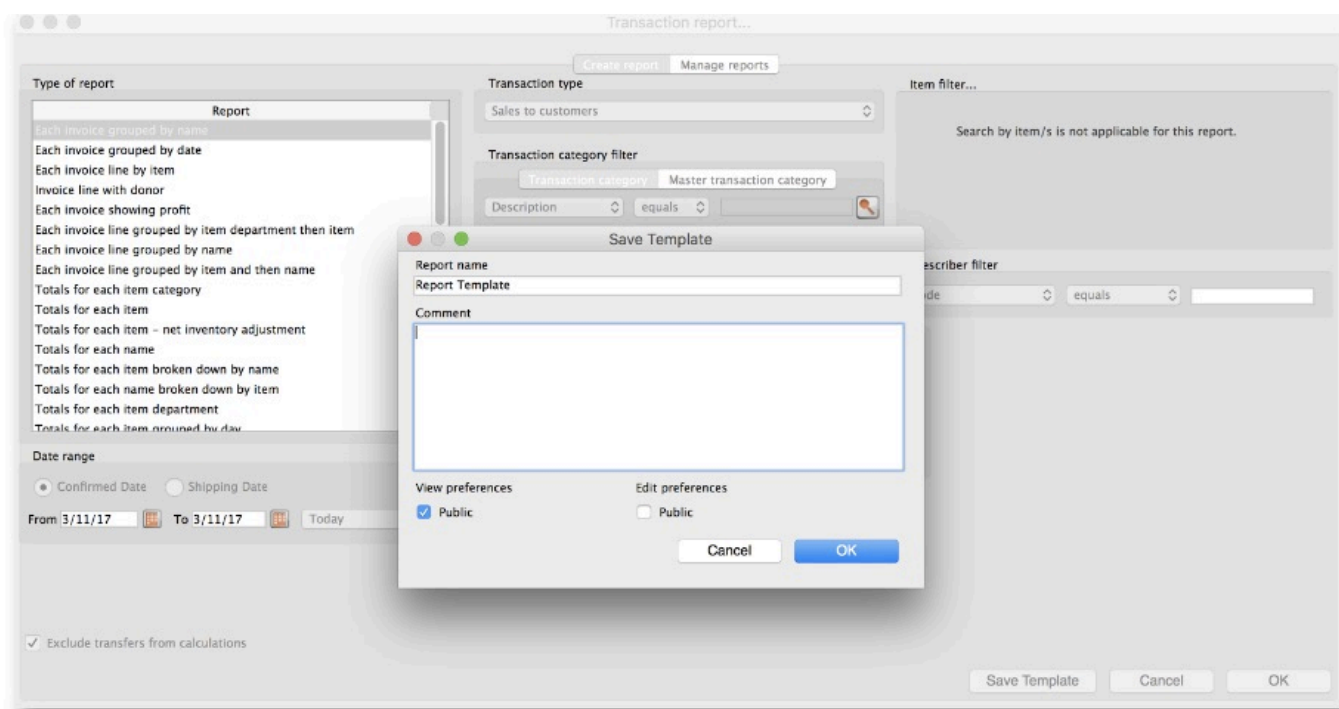 Transaction report...
Create report Manage reports
Type of report
Report
Each invoice grouped by name
Each invoice grouped by date
Each invoice line by item
Invoice line with donor
Each invoice showing profit
Each invoice line grouped by item department then item
Each invoice line grouped by name
Each invoice line grouped by item and then name
Totals for each item category
Totals for each item
Totals for each item - net inventory adjustment
Totals for each name
Totals for each item broken down by name
Totals for each name broken down by item
Totals for each item department
Totals for each item grouped by day
Transaction type
Sales to customers
Transaction category filter
Transaction category Master transaction category
Description equals
Item filter...
Search by item/s is not applicable for this report.
escriber filter
ode equals
Save Template
Report name
Report Template
Comment
View preferences Edit preferences
Public Public
Cancel OK
Date range
Confirmed Date Shipping Date
From 3/11/17 To 3/11/17 Today
Exclude transfers from calculations
Save Template Cancel OK